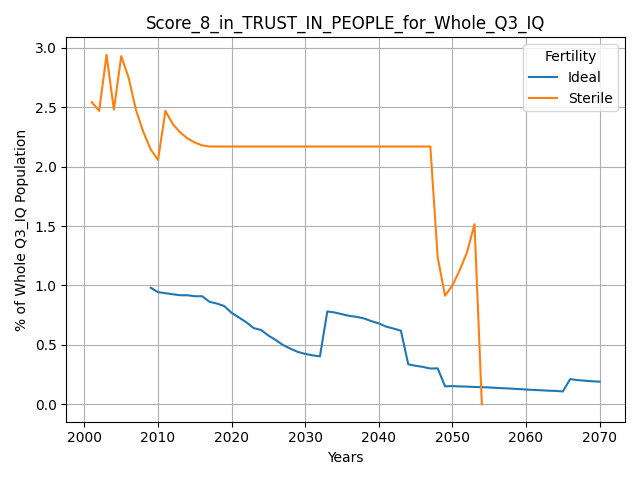 Score_8_in_TRUST_IN_PEOPLE_for_Whole_Q3_IQ
Fertility
Ideal
Sterile
% of Whole Q3_IQ Population
3.0
2.5
2.0
1.5
1.0
0.5
0.0
2000 2010 2020 2030 2040 2050 2060 2070
Years